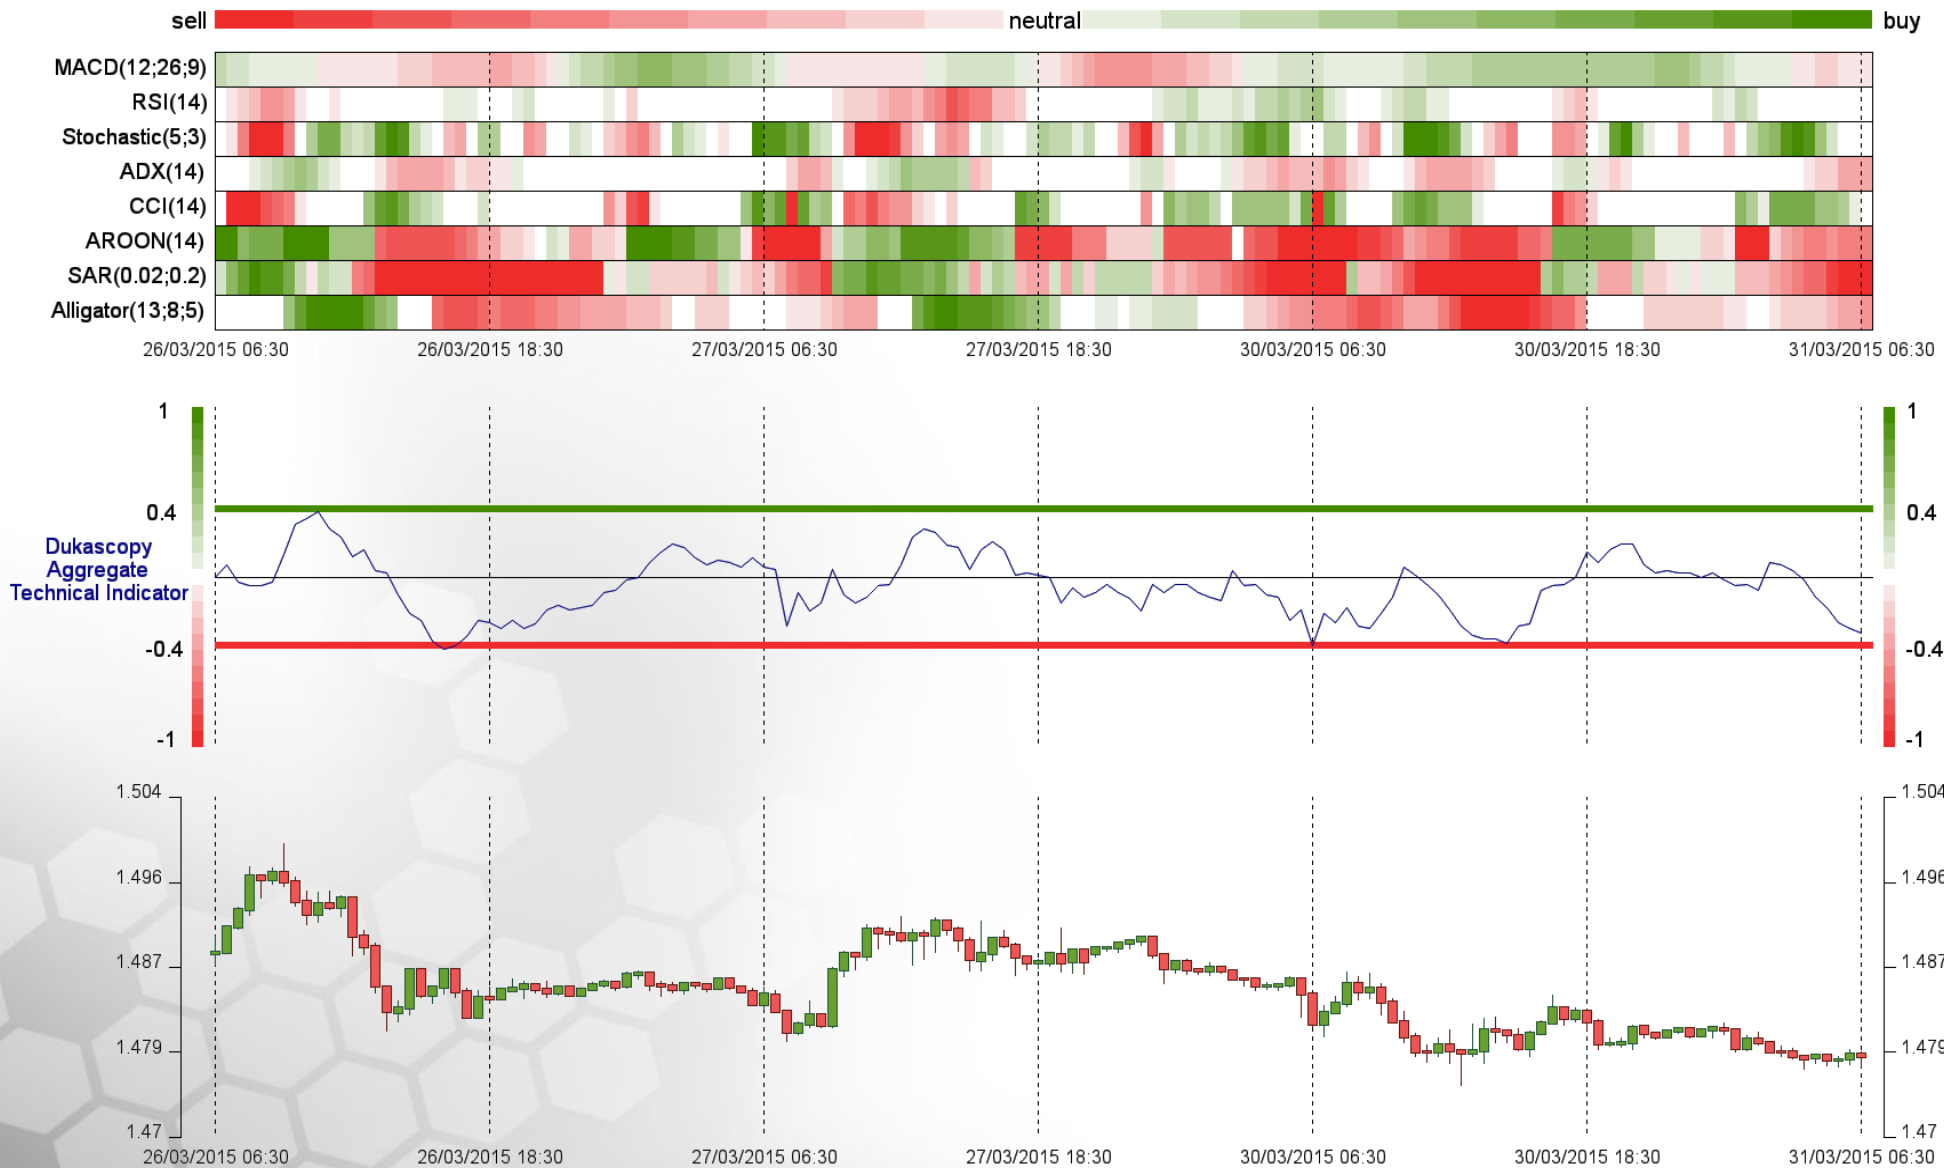 sell neutral buy
MACD(12;26;9)
RSI(14)
Stochastic(5;3)
ADX(14)
CCI(14)
AROON(14)
SAR(0.02;0.2)
Alligator(13;8;5)
26/03/2015 06:30 26/03/2015 18:30 27/03/2015 06:30 27/03/2015 18:30 30/03/2015 06:30 30/03/2015 18:30 31/03/2015 06:30
1 1
0.4 0.4
Dukascopy
Aggregate
Technical Indicator
-0.4 -0.4
-1 -1
1.504 1.504
1.496 1.496
1.487 1.487
1.479 1.479
1.47 1.47
26/03/2015 06:30 26/03/2015 18:30 27/03/2015 06:30 27/03/2015 18:30 30/03/2015 06:30 30/03/2015 18:30 31/03/2015 06:30